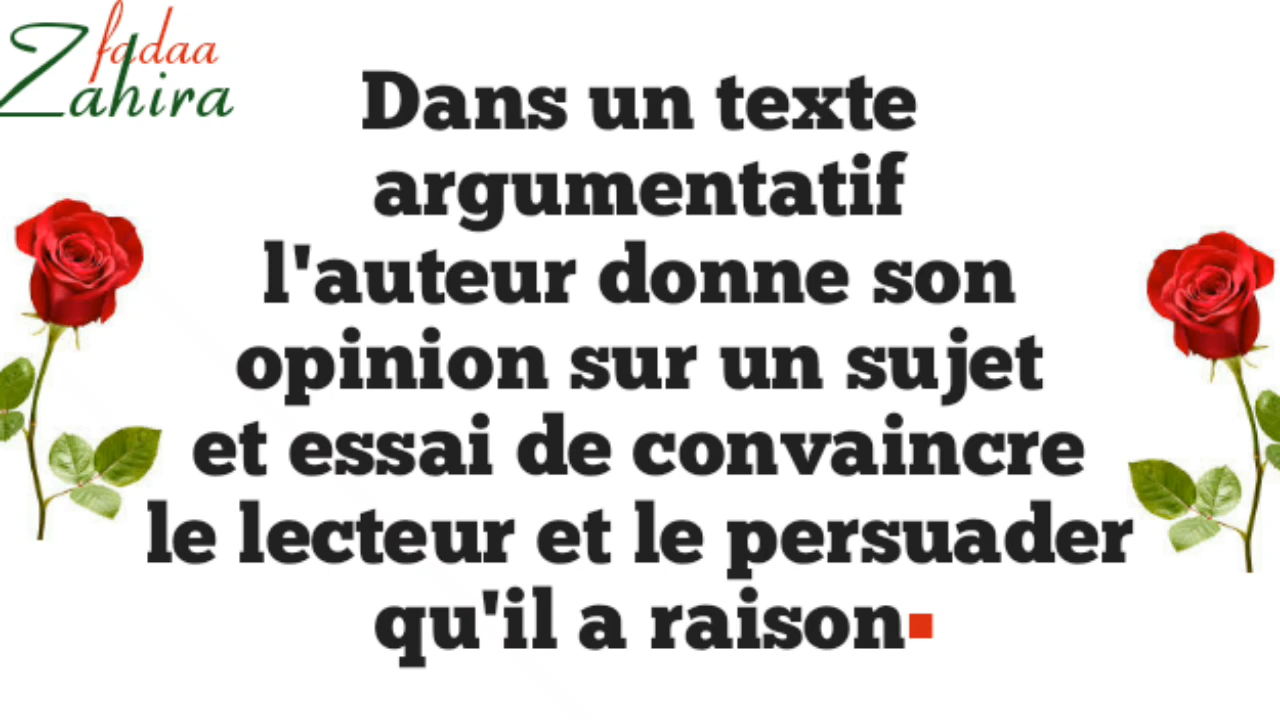 fadaa
Zahira
Dans un texte
argumentatif
l'auteur donne son
opinion sur un sujet
et essai de convaincre
le lecteur et le persuader
qu'il a raison.